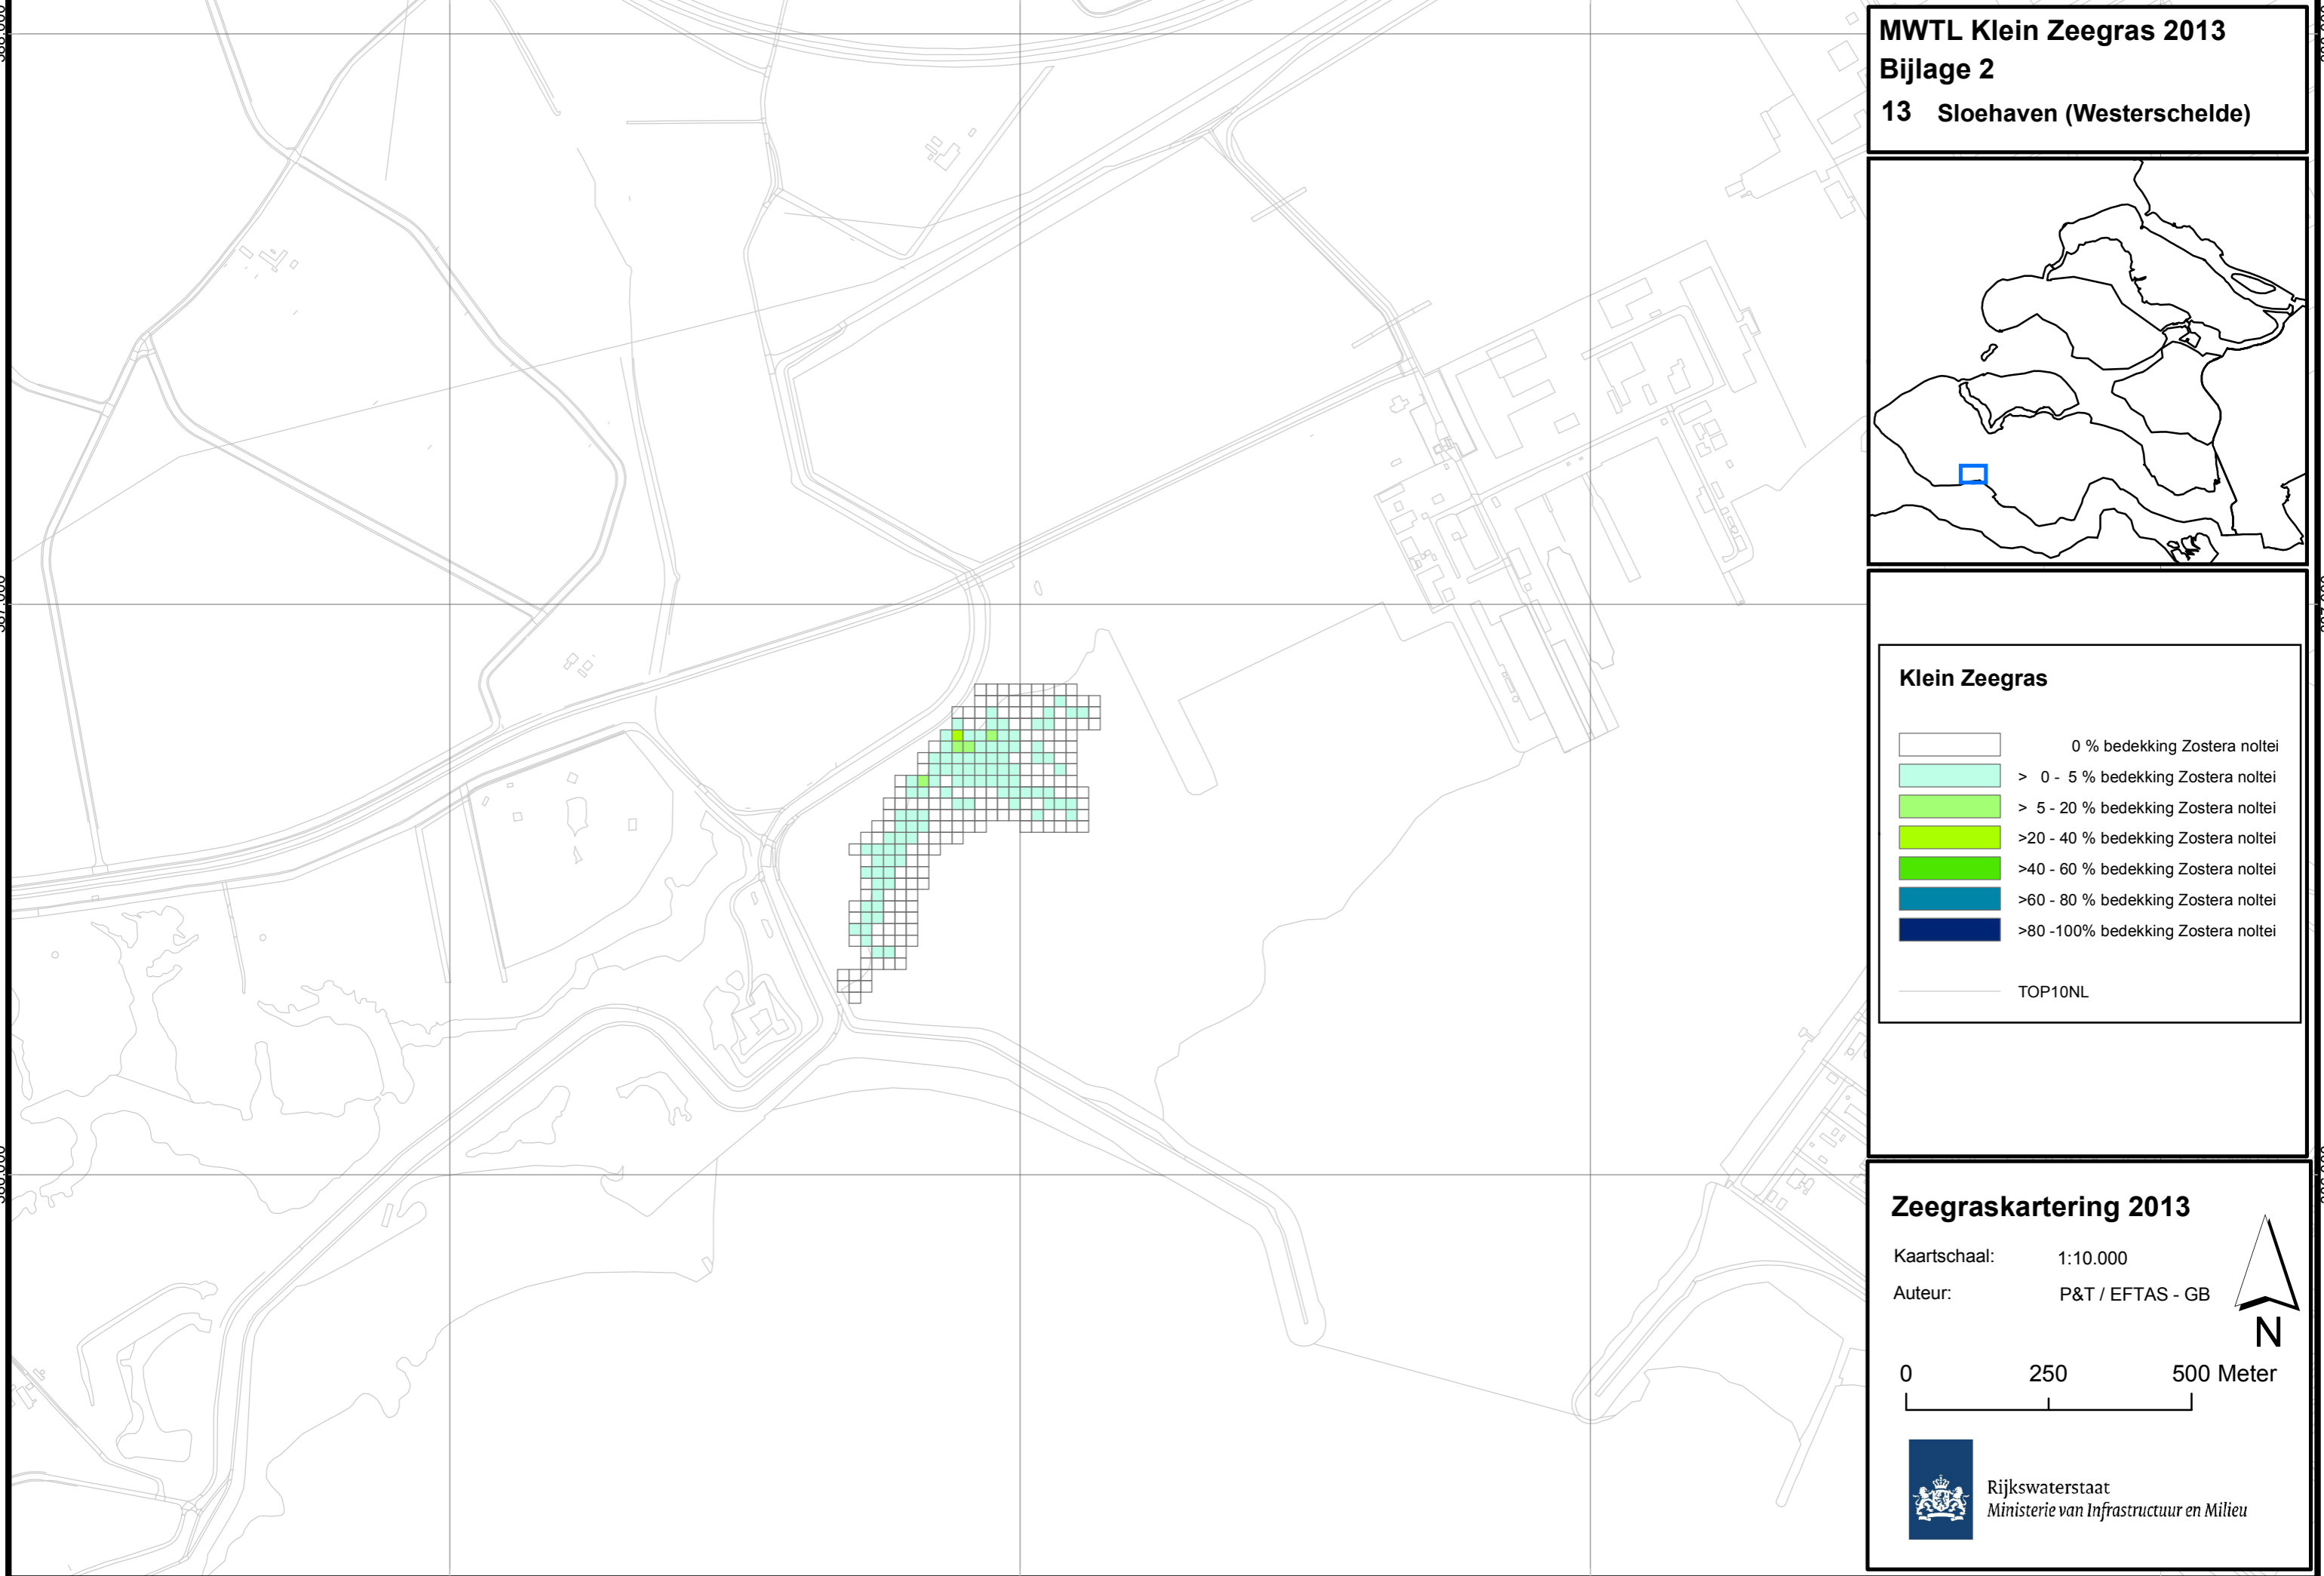 MWTL Klein Zeegras 2013
Bijlage 2
13 Sloehaven (Westerschelde)
Klein Zeegras
0 % bedekking Zostera noltei
> 0 - 5 % bedekking Zostera noltei
> 5 - 20 % bedekking Zostera noltei
>20 - 40 % bedekking Zostera noltei
>40 - 60 % bedekking Zostera noltei
>60 - 80 % bedekking Zostera noltei
>80 -100% bedekking Zostera noltei
TOP10NL
Zeegraskartering 2013
Kaartschaal: 1:10.000
Auteur: P&T / EFTAS - GB
N
0 250 500 Meter
Rijkswaterstaat
Ministerie van Infrastructuur en Milieu